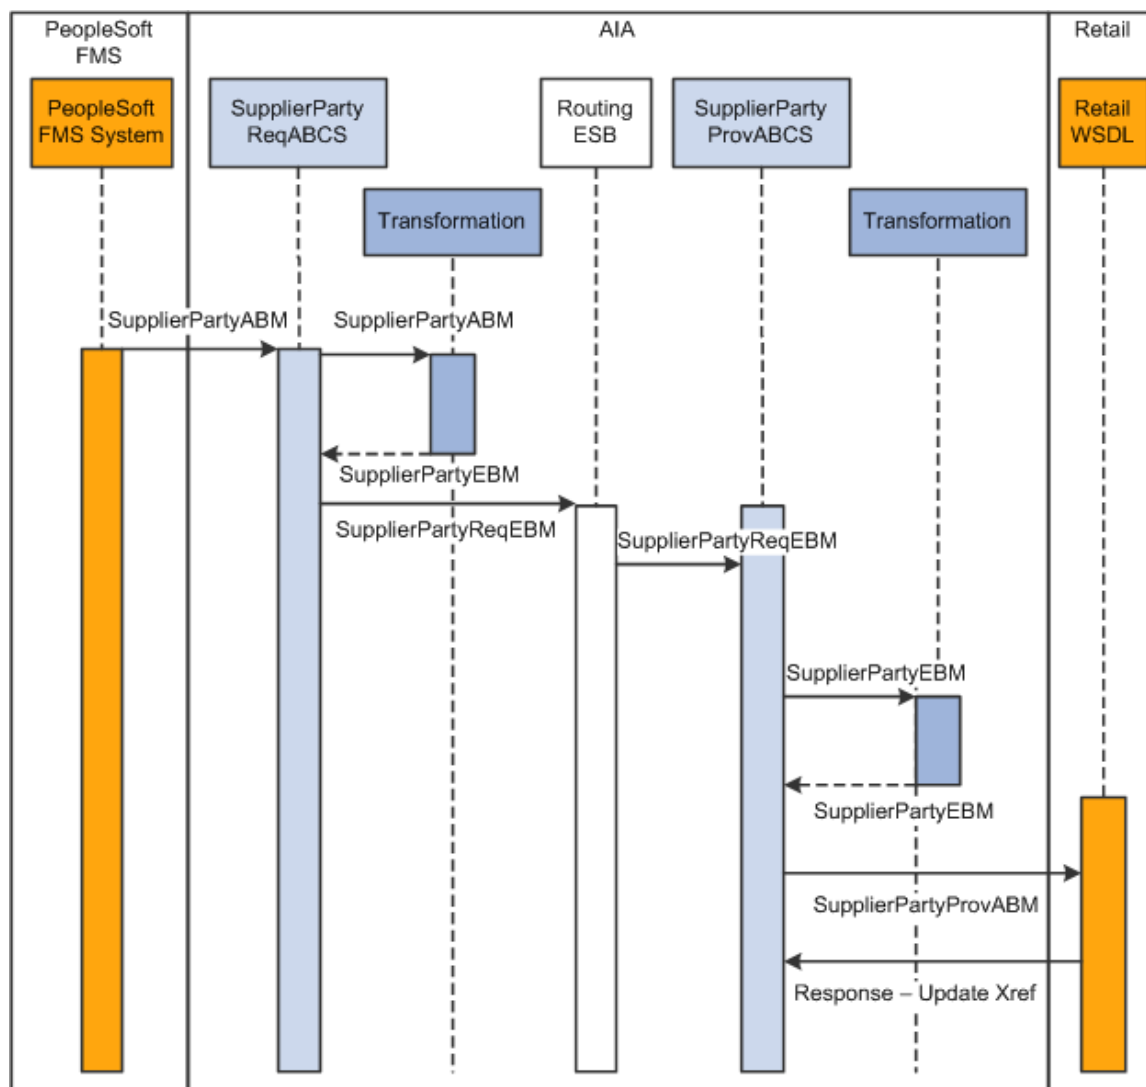 PeopleSoft
FMS
AIA
Retail
PeopleSoft
FMS System
SupplierParty
ReqABCS
Routing
ESB
SupplierParty
ProvABCS
Retail
WSDL
Transformation
Transformation
SupplierPartyABM
SupplierPartyABM
SupplierPartyEBM
SupplierPartyReqEBM
SupplierPartyReqEBM
SupplierPartyEBM
SupplierPartyEBM
SupplierPartyProvABM
Response – Update Xref